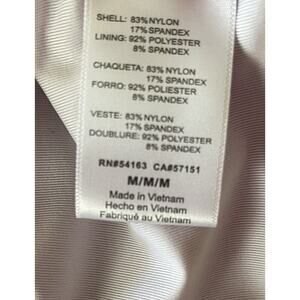 SHELL: 83% NYLON
17% SPANDEX
LINING: 92% POLYESTER
8% SPANDEX
CHAQUETA: 83% NYLON
17% SPANDEX
FORRO: 92% POLIESTER
8% SPANDEX
VESTE: 83% NYLON
17% SPANDEX
DOUBLURE: 92% POLYESTER
8% SPANDEX
RN#54163 CA#57151
M/M/M
Made in Vietnam
Hecho en Vietnam
Fabriqué au Vietnam